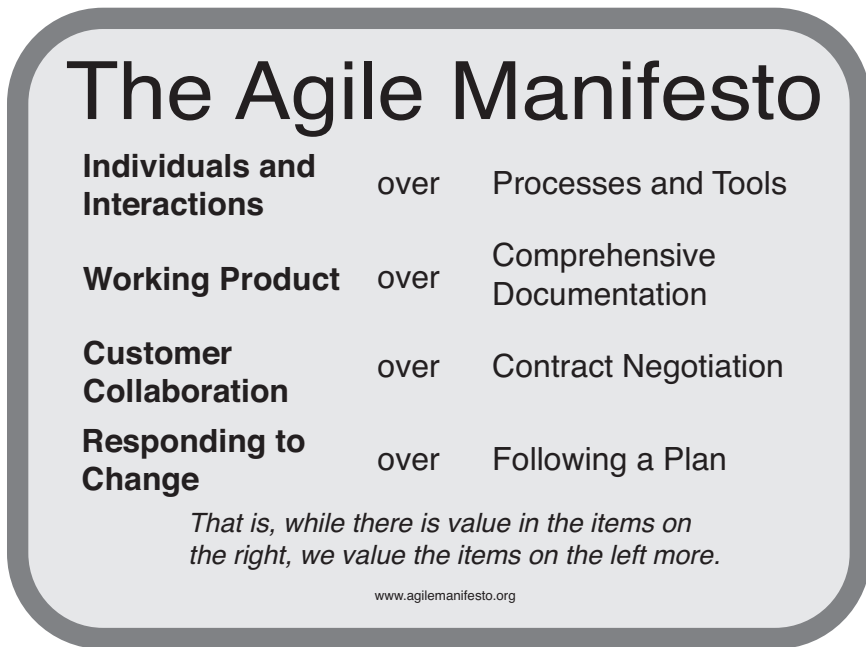 The Agile Manifesto
Individuals and
Interactions
over
Processes and Tools
Working Product
over
Comprehensive
Documentation
Customer
Collaboration
over
Contract Negotiation
Responding to
Change
over
Following a Plan
That is, while there is value in the items on
the right, we value the items on the left more.
www.agilemanifesto.org